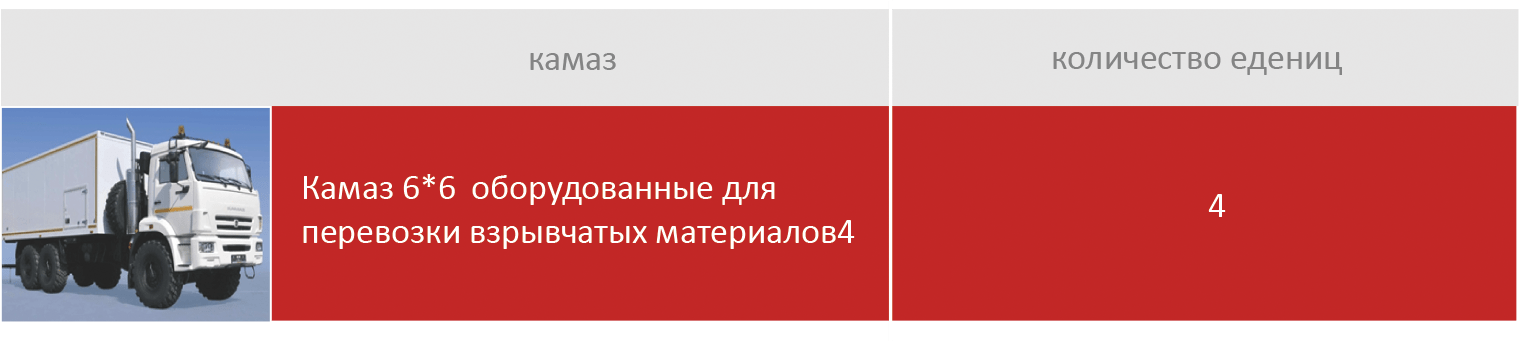 камаз
количество едениц
Камаз 6*6  оборудованные для
перевозки взрывчатых материалов4
4